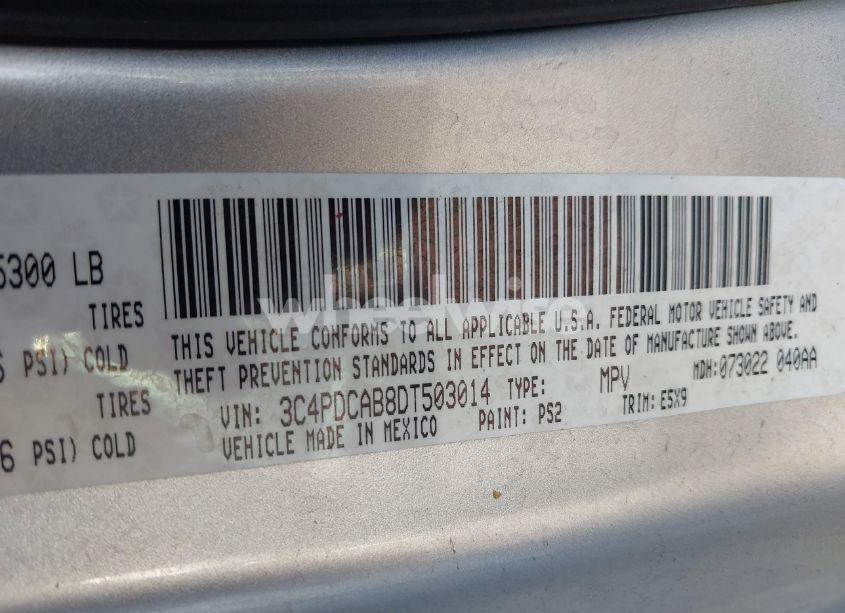 5300 LB
TIRES
PSI) COLD
TIRES
6 PSI) COLD
THIS VEHICLE CONFORMS TO ALL APPLICABLE U.S.A. FEDERAL MOTOR VEHICLE SAFETY AND
THEFT PREVENTION STANDARDS IN EFFECT ON THE DATE OF MANUFACTURE SHOWN ABOVE.
VIN: 3C4PDCAB8DT503014 TYPE: MPV MDH:073022 040AA
VEHICLE MADE IN MEXICO PAINT: PS2 TRIM: E5X9
wheelwire